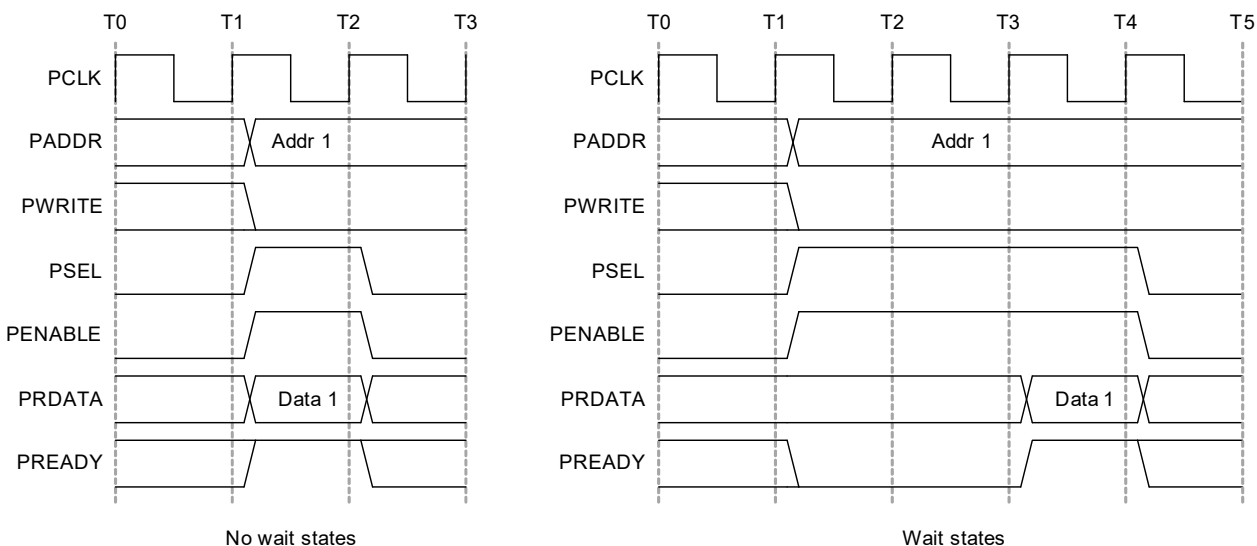 T0 T1 T2 T3
PCLK
PADDR Addr 1
PWRITE
PSEL
PENABLE
PRDATA Data 1
PREADY
No wait states
T0 T1 T2 T3 T4 T5
PCLK
PADDR Addr 1
PWRITE
PSEL
PENABLE
PRDATA Data 1
PREADY
Wait states